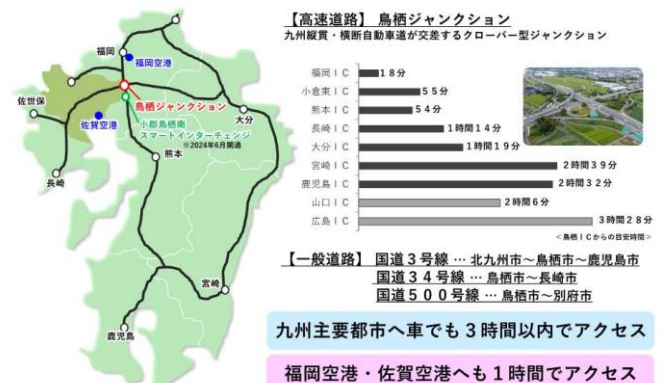 福岡
福岡空港
佐世保
鳥栖ジャンクション
大分
佐賀空港
小郡鳥栖南
スマートインターチェンジ
※2024年6月開通
熊本
長崎
宮崎
鹿児島
【高速道路】 鳥栖ジャンクション
九州縦貫・横断自動車道が交差するクローバー型ジャンクション
福岡IC 18分
小倉東IC 55分
熊本IC 54分
長崎IC 1時間14分
大分IC 1時間19分
宮崎IC 2時間39分
鹿児島IC 2時間32分
山口IC 2時間6分
広島IC 3時間28分
<鳥栖ICからの目安時間>
【一般道路】 国道3号線 … 北九州市~鳥栖市~鹿児島市
国道34号線 … 鳥栖市~長崎市
国道500号線 … 鳥栖市~別府市
九州主要都市へ車でも3時間以内でアクセス
福岡空港・佐賀空港へも1時間でアクセス